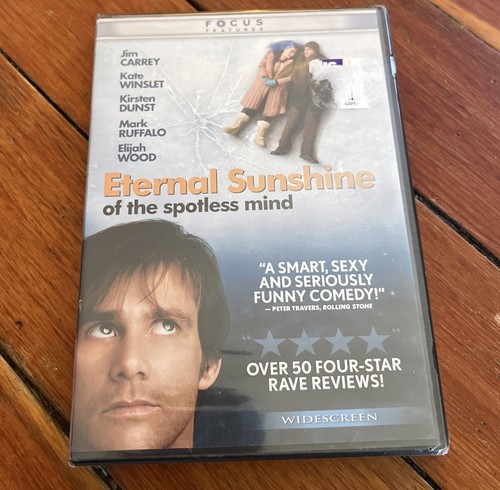 FOCUS
FEATURES
Jim
CARREY
Kate
WINSLET
Kirsten
DUNST
Mark
RUFFALO
Elijah
WOOD
Eternal Sunshine
of the spotless mind
"A SMART, SEXY
AND SERIOUSLY
FUNNY COMEDY!"
— PETER TRAVERS, ROLLING STONE
OVER 50 FOUR-STAR
RAVE REVIEWS!
WIDESCREEN